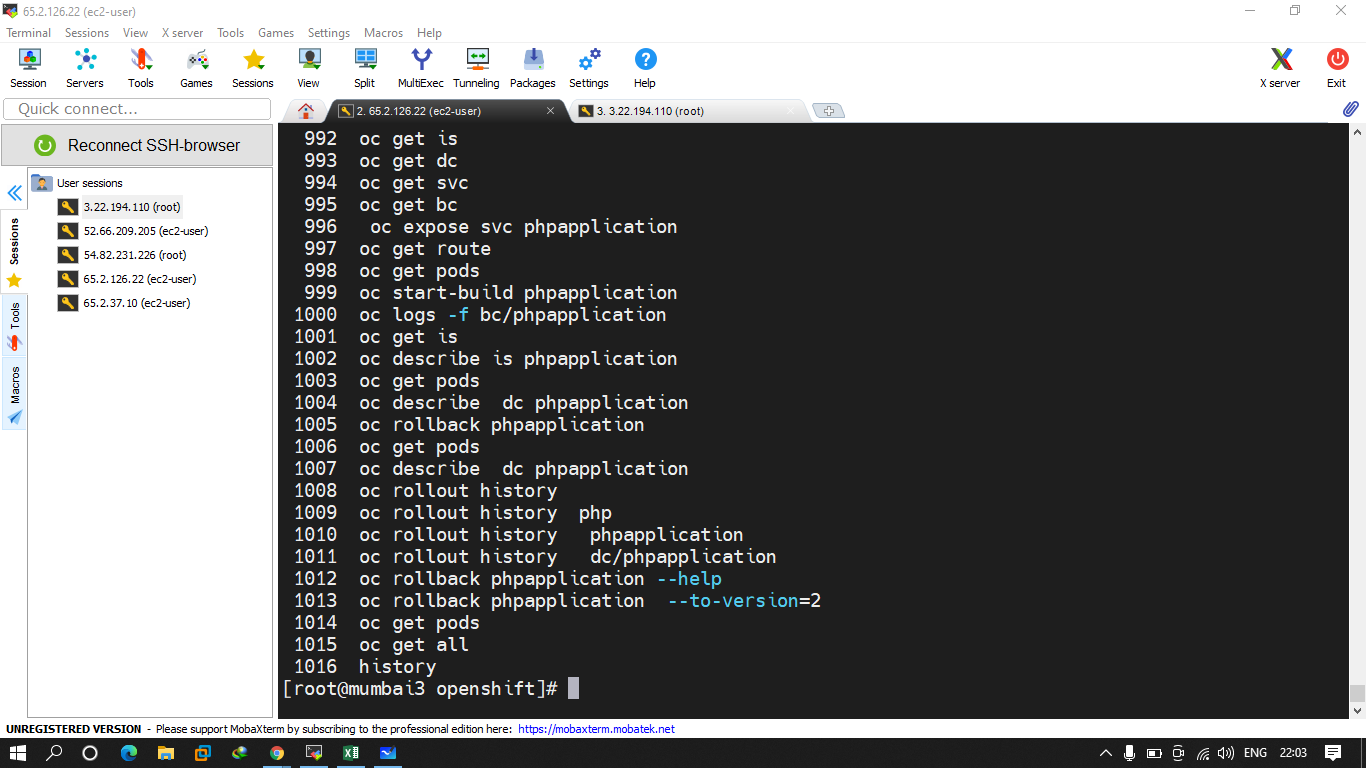 65.2.126.22 (ec2-user)
Terminal Sessions View X server Tools Games Settings Macros Help
Session Servers Tools Games Sessions View Split MultiExec Tunneling Packages Settings Help X server Exit
Quick connect...
2. 65.2.126.22 (ec2-user)
3. 3.22.194.110 (root)
Reconnect SSH-browser
User sessions
3.22.194.110 (root)
52.66.209.205 (ec2-user)
54.82.231.226 (root)
65.2.126.22 (ec2-user)
65.2.37.10 (ec2-user)
Sessions
Tools
Macros
992 oc get is
993 oc get dc
994 oc get svc
995 oc get bc
996  oc expose svc phpapplication
997 oc get route
998 oc get pods
999 oc start-build phpapplication
1000 oc logs -f bc/phpapplication
1001 oc get is
1002 oc describe is phpapplication
1003 oc get pods
1004 oc describe  dc phpapplication
1005 oc rollback phpapplication
1006 oc get pods
1007 oc describe  dc phpapplication
1008 oc rollout history
1009 oc rollout history  php
1010 oc rollout history   phpapplication
1011 oc rollout history   dc/phpapplication
1012 oc rollback phpapplication --help
1013 oc rollback phpapplication  --to-version=2
1014 oc get pods
1015 oc get all
1016 history
[root@mumbai3 openshift]#
UNREGISTERED VERSION - Please support MobaXterm by subscribing to the professional edition here: https://mobaxterm.mobatek.net
ENG 22:03